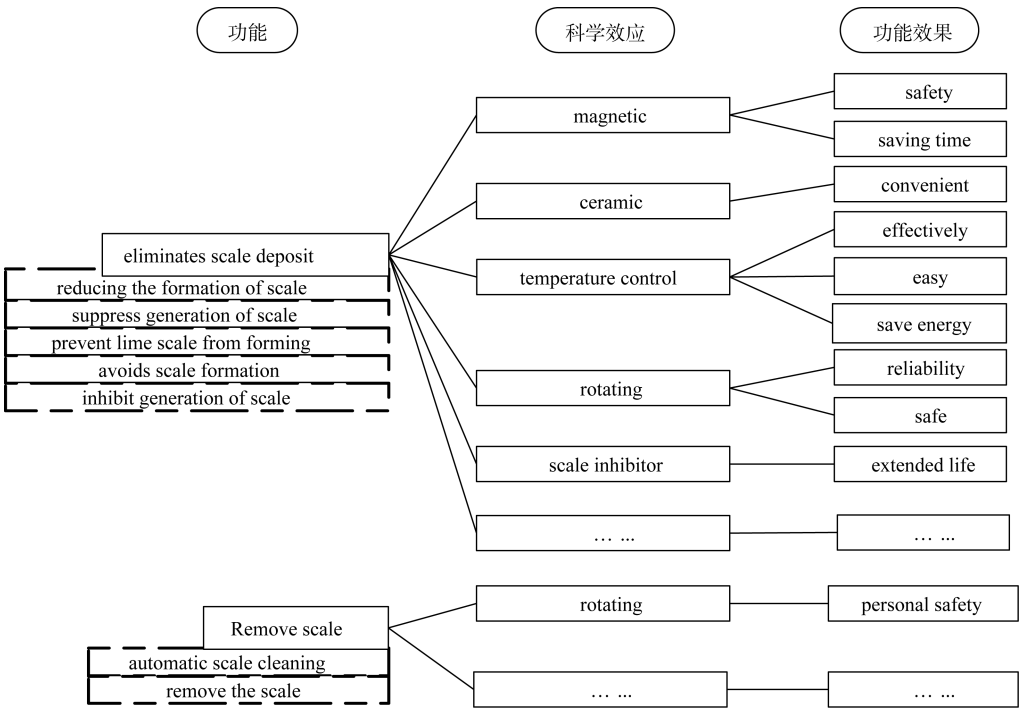 功能
科学效应
功能效果
eliminates scale deposit
reducing the formation of scale
suppress generation of scale
prevent lime scale from forming
avoids scale formation
inhibit generation of scale
magnetic
safety
saving time
ceramic
convenient
temperature control
effectively
easy
save energy
rotating
reliability
safe
scale inhibitor
extended life
… ...
… ...
Remove scale
automatic scale cleaning
remove the scale
rotating
personal safety
… ...
… ...